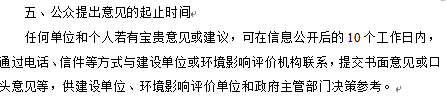 五、公众提出意见的起止时间
任何单位和个人若有宝贵意见或建议，可在信息公开后的 10 个工作日内，
通过电话、信件等方式与建设单位或环境影响评价机构联系，提交书面意见或口
头意见等，供建设单位、环境影响评价单位和政府主管部门决策参考。